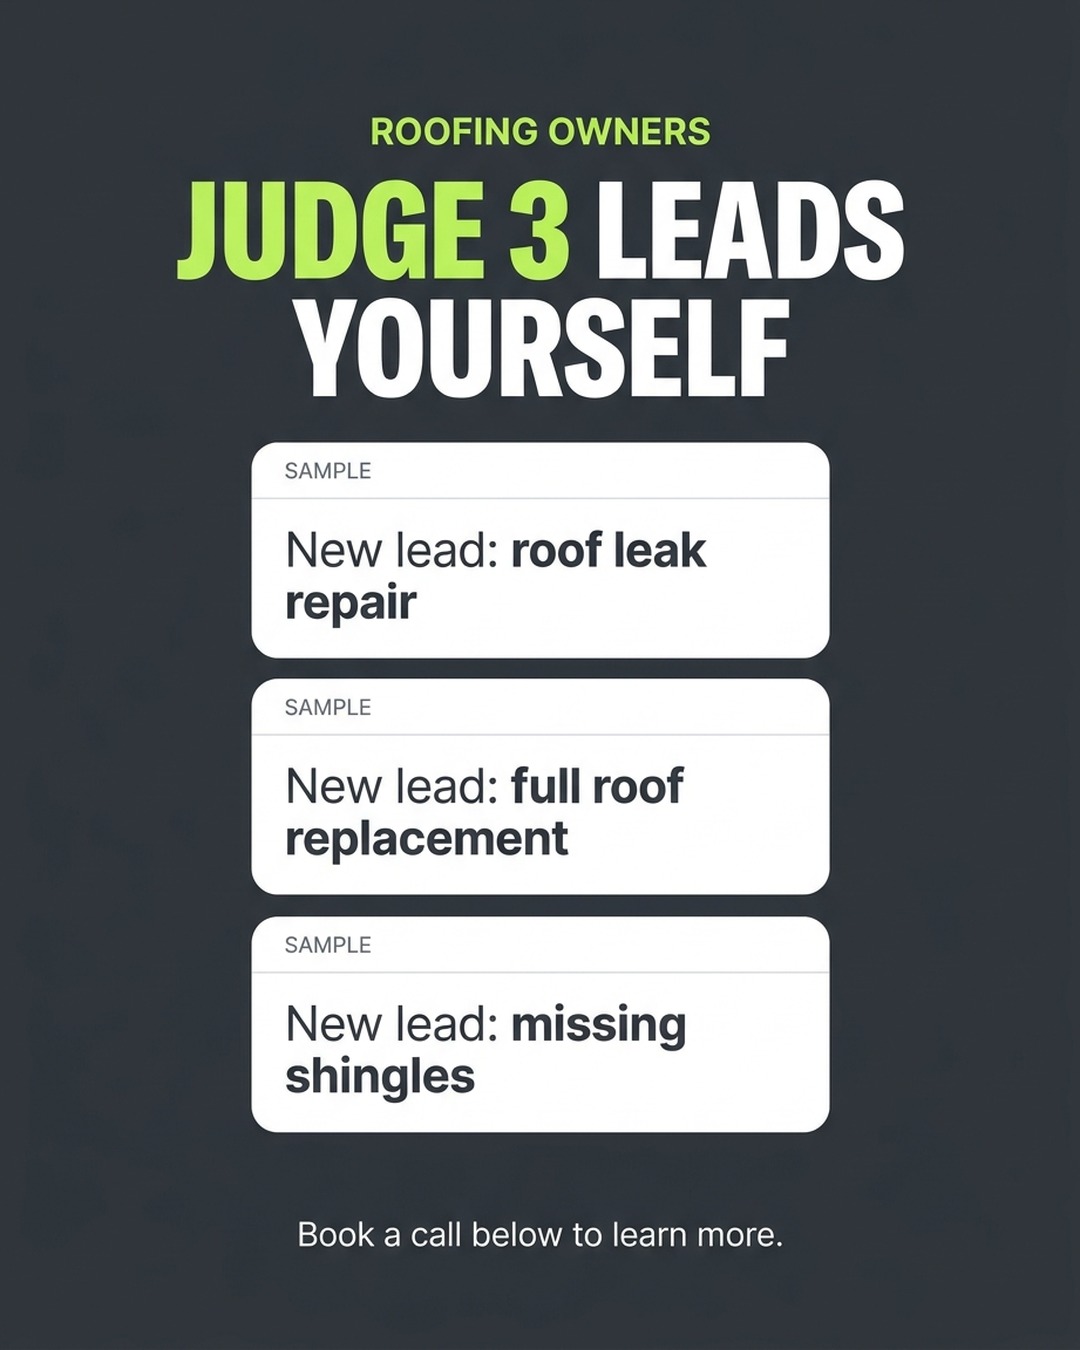 ROOFING OWNERS
JUDGE 3 LEADS
YOURSELF
SAMPLE
New lead: roof leak
repair
SAMPLE
New lead: full roof
replacement
SAMPLE
New lead: missing
shingles
Book a call below to learn more.